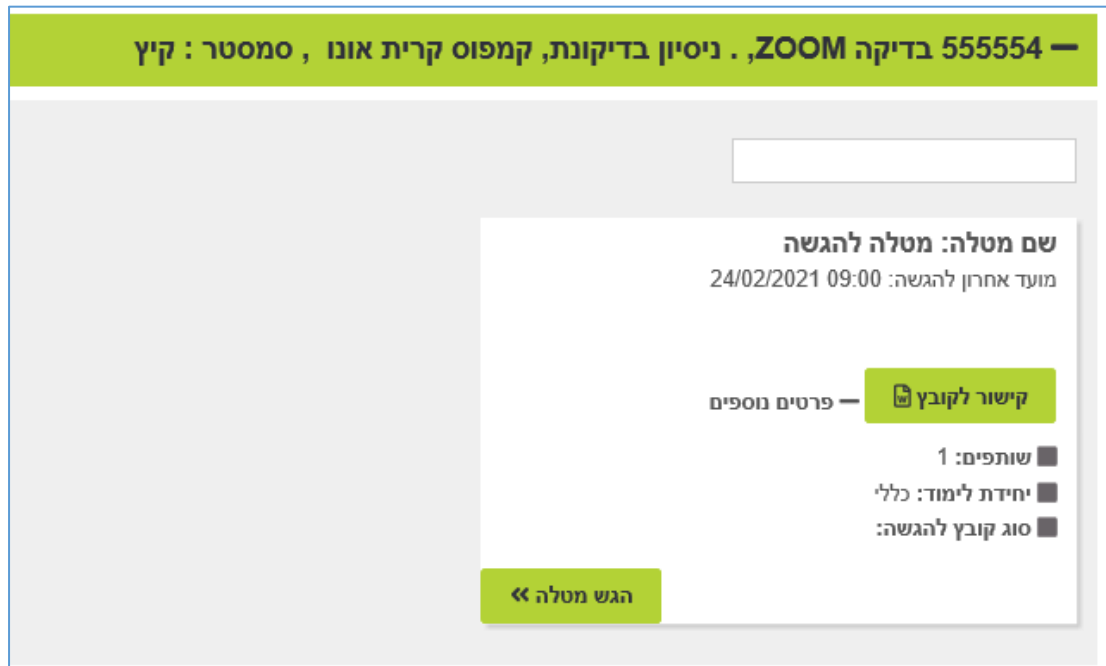 555554 בדיקה ZOOM, . ניסיון בדיקונת, קמפוס קרית אונו , סמסטר : קיץ
שם מטלה: מטלה להגשה
מועד אחרון להגשה: 24/02/2021 09:00
קישור לקובץ
פרטים נוספים
שותפים: 1
יחידת לימוד: כללי
סוג קובץ להגשה:
הגש מטלה »